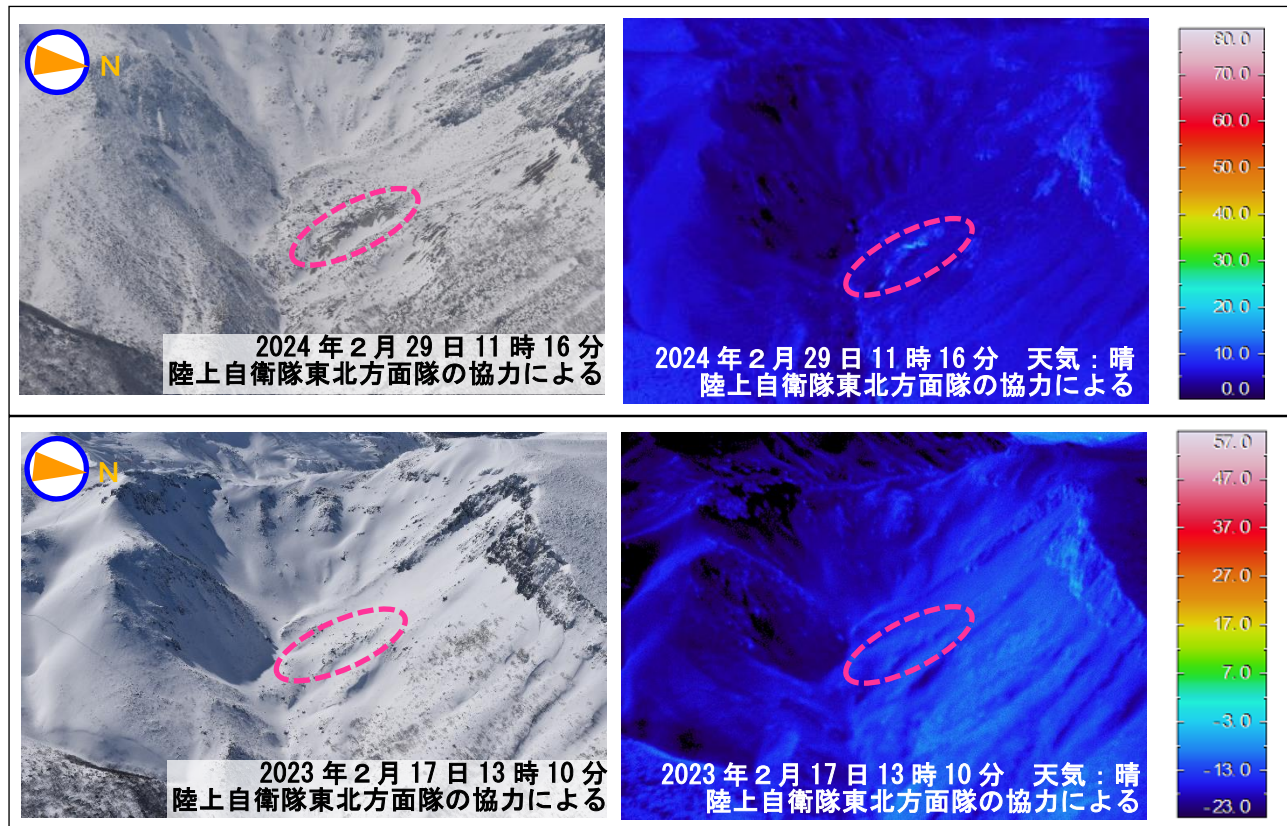 N
2024年2月29日11時16分
陸上自衛隊東北方面隊の協力による
2024年2月29日11時16分 天気:晴
陸上自衛隊東北方面隊の協力による
80.0
70.0
60.0
50.0
40.0
30.0
20.0
10.0
0.0
N
2023年2月17日13時10分
陸上自衛隊東北方面隊の協力による
2023年2月17日13時10分 天気:晴
陸上自衛隊東北方面隊の協力による
57.0
47.0
37.0
27.0
17.0
7.0
-3.0
-13.0
-23.0